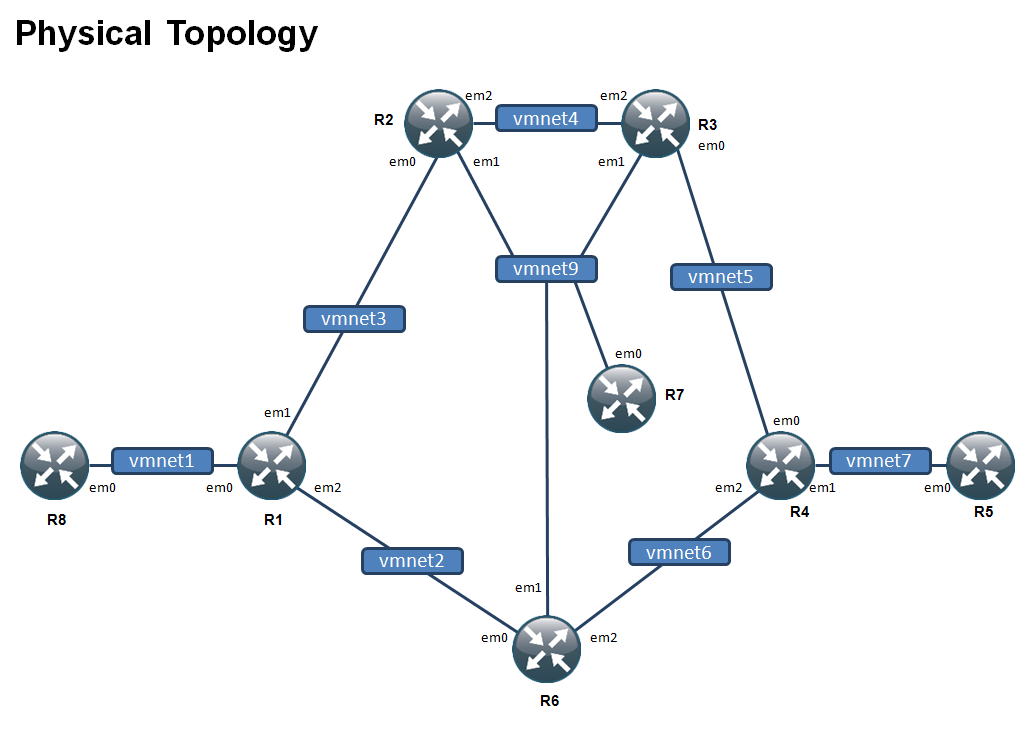 Physical Topology
em2
em2
R2
vmnet4
R3
em0
em0
em1
em1
vmnet9
vmnet5
vmnet3
em0
R7
em1
em0
vmnet1
vmnet7
em0
em0
em2
em2
em1
em0
R8
R1
R4
R5
vmnet6
vmnet2
em1
em0
em2
R6